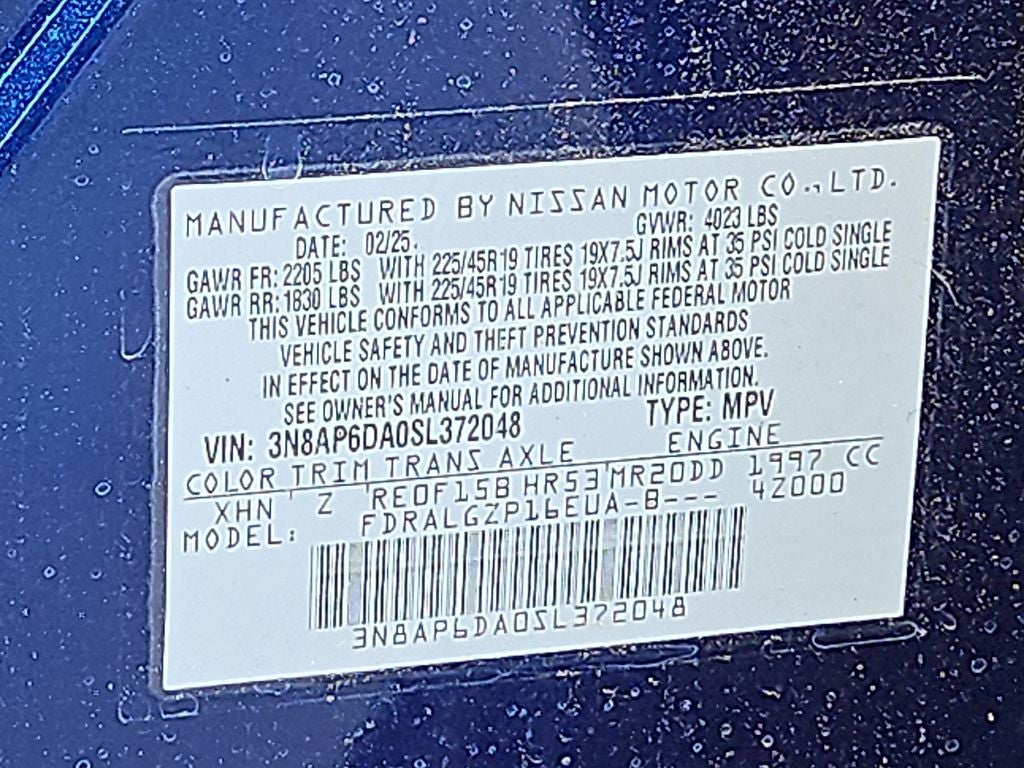 MANUFACTURED BY NISSAN MOTOR CO., LTD.
DATE: 02/25. GVWR: 4023 LBS
GAWR FR: 2205 LBS WITH 225/45R19 TIRES 19X7.5J RIMS AT 35 PSI COLD SINGLE
GAWR RR: 1830 LBS WITH 225/45R19 TIRES 19X7.5J RIMS AT 35 PSI COLD SINGLE
THIS VEHICLE CONFORMS TO ALL APPLICABLE FEDERAL MOTOR
VEHICLE SAFETY AND THEFT PREVENTION STANDARDS
IN EFFECT ON THE DATE OF MANUFACTURE SHOWN ABOVE.
SEE OWNER'S MANUAL FOR ADDITIONAL INFORMATION.
VIN: 3N8AP6DA0SL372048 TYPE: MPV
COLOR TRIM TRANS AXLE ENGINE
XHN Z RE0F15B HR53 MR20DD 1997 CC
MODEL: FDRALGZP16EUA-B--- 42000
3N8AP6DA0SL372048